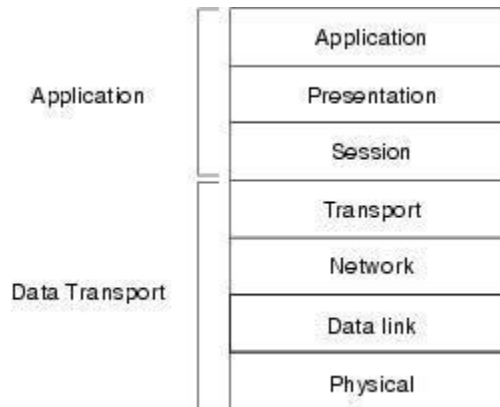 Application
Presentation
Session
Transport
Network
Data link
Physical
Application
Data Transport